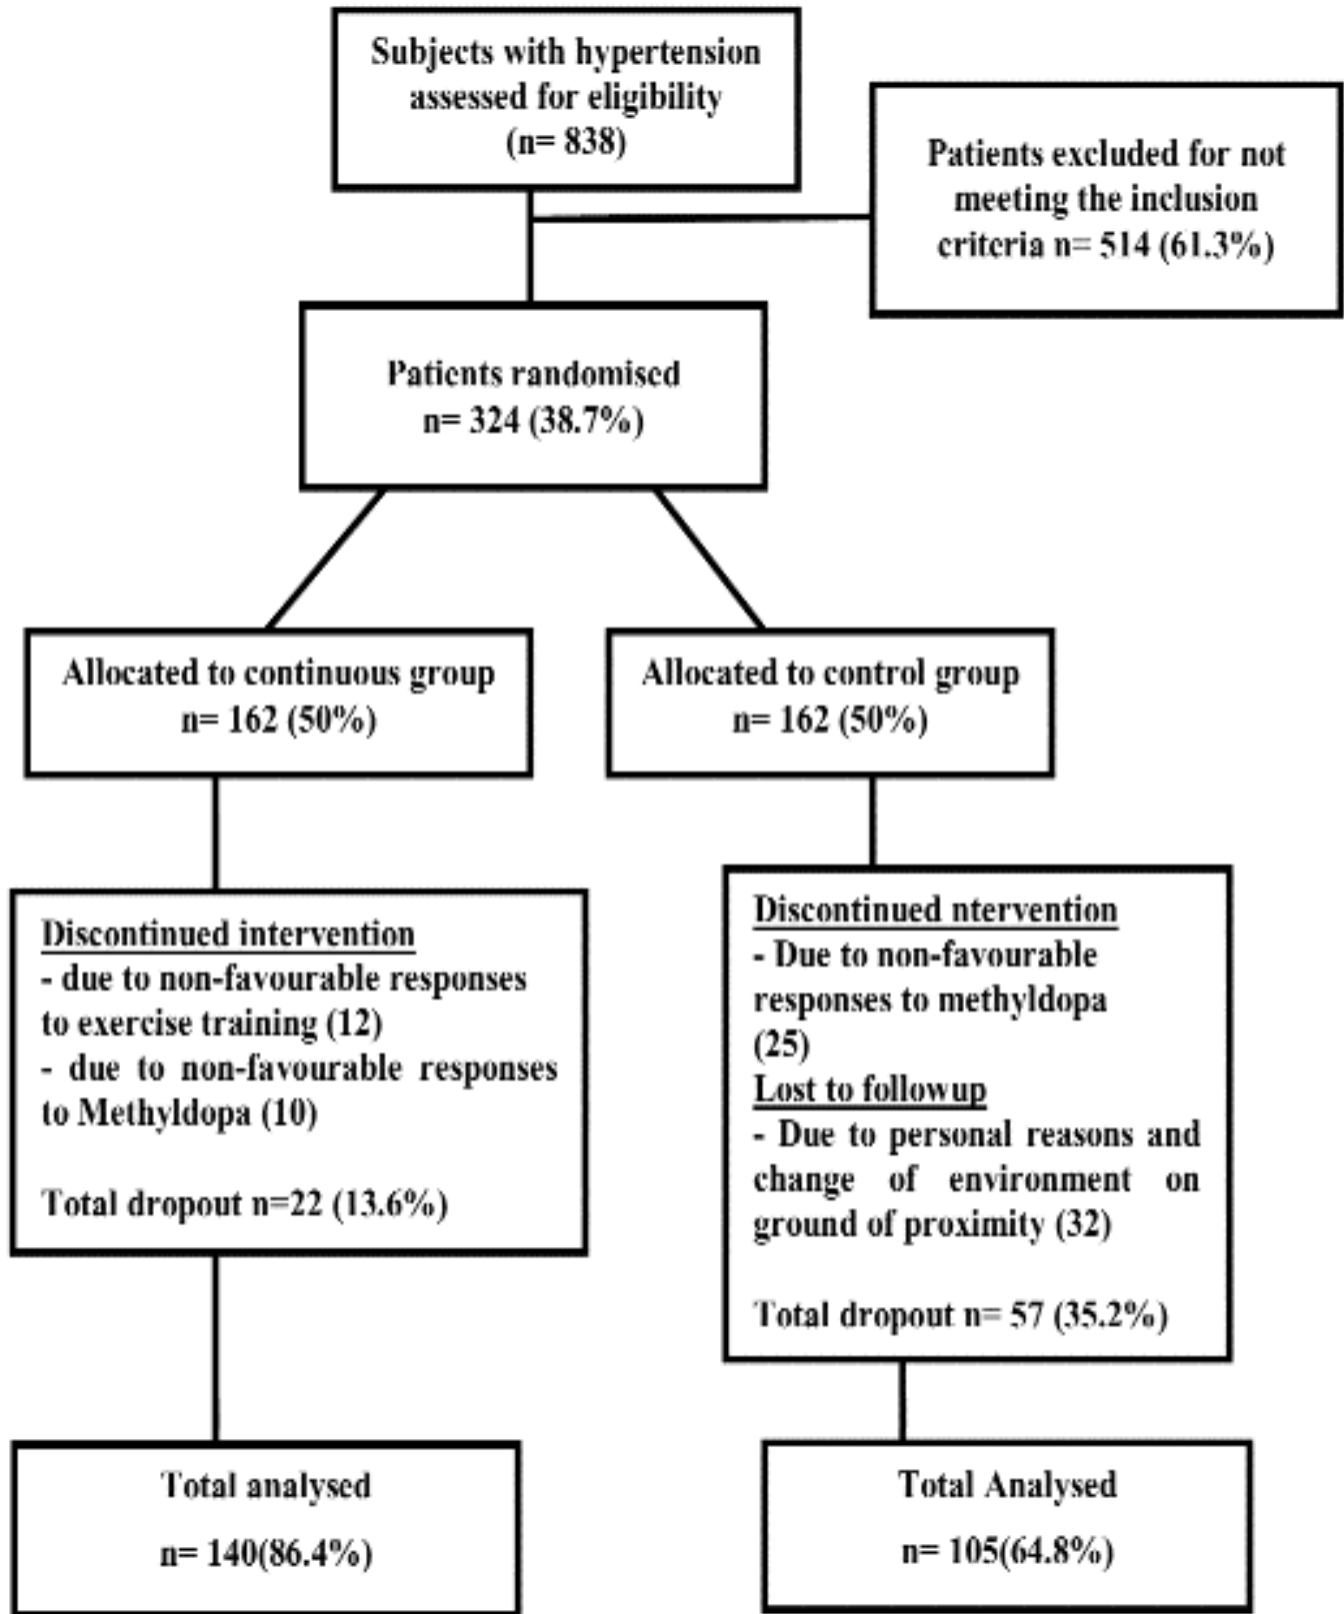 Subjects with hypertension
assessed for eligibility
(n= 838)
Patients excluded for not
meeting the inclusion
criteria n= 514 (61.3%)
Patients randomised
n= 324 (38.7%)
Allocated to continuous group
n= 162 (50%)
Allocated to control group
n= 162 (50%)
Discontinued intervention
- due to non-favourable responses
to exercise training (12)
- due to non-favourable responses
to Methyldopa (10)
Total dropout n=22 (13.6%)
Discontinued ntervention
- Due to non-favourable
responses to methyldopa
(25)
Lost to followup
- Due to personal reasons and
change of environment on
ground of proximity (32)
Total dropout n= 57 (35.2%)
Total analysed
n= 140(86.4%)
Total Analysed
n= 105(64.8%)